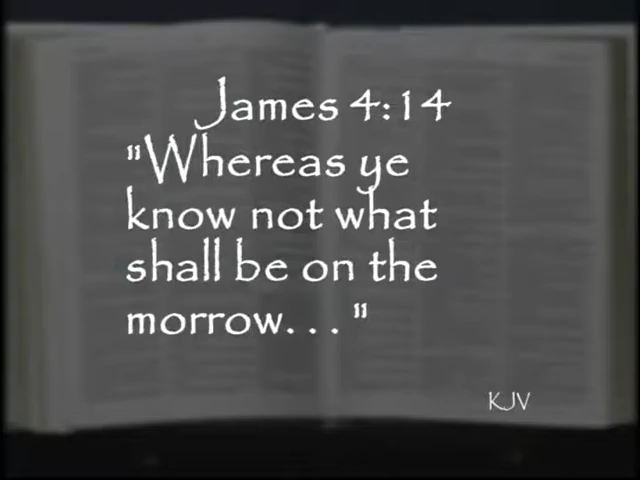 James 4:14
"Whereas ye
know not what
shall be on the
morrow. . . "
KJV